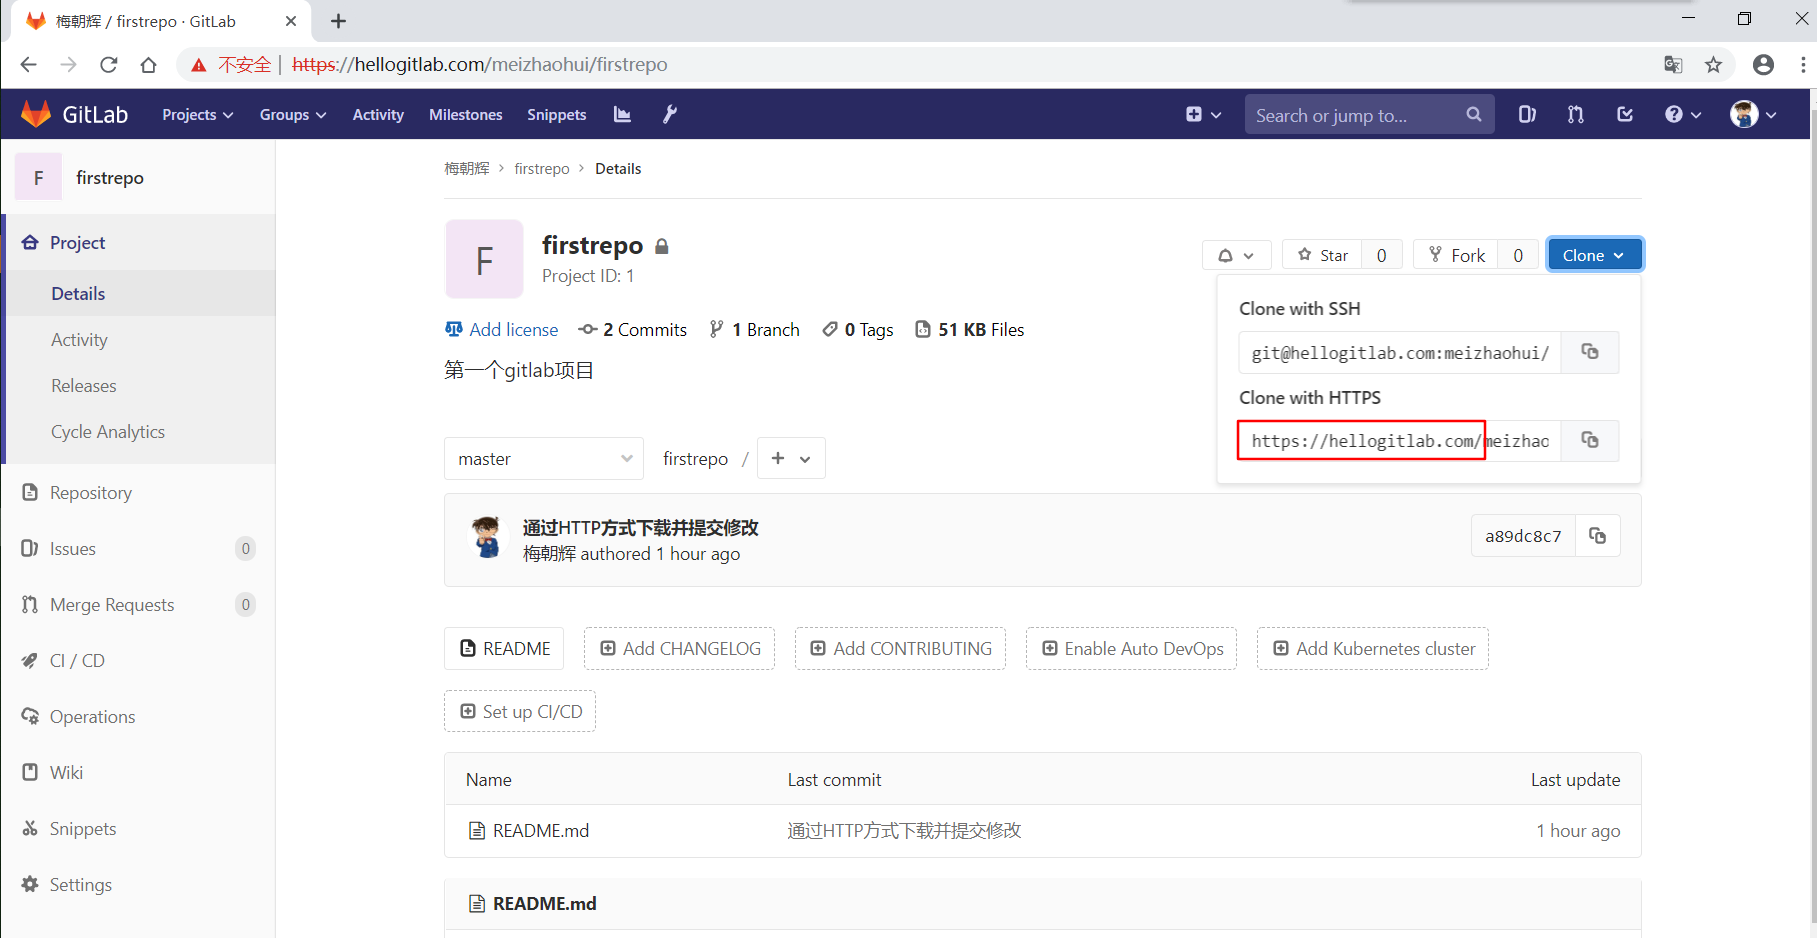 梅朝辉 / firstrepo · GitLab
不安全 | https://hellogitlab.com/meizhaohui/firstrepo
GitLab Projects Groups Activity Milestones Snippets Search or jump to...
F firstrepo
梅朝辉 > firstrepo > Details
Project
Details
Activity
Releases
Cycle Analytics
Repository
Issues 0
Merge Requests 0
CI / CD
Operations
Wiki
Snippets
Settings
F
firstrepo
Project ID: 1
Star 0 Fork 0 Clone
Add license 2 Commits 1 Branch 0 Tags 51 KB Files
第一个gitlab项目
Clone with SSH
git@hellogitlab.com:meizhaohui/
Clone with HTTPS
https://hellogitlab.com/meizhao
master firstrepo / +
通过HTTP方式下载并提交修改
梅朝辉 authored 1 hour ago
a89dc8c7
README Add CHANGELOG Add CONTRIBUTING Enable Auto DevOps Add Kubernetes cluster
Set up CI/CD
Name Last commit Last update
README.md 通过HTTP方式下载并提交修改 1 hour ago
README.md